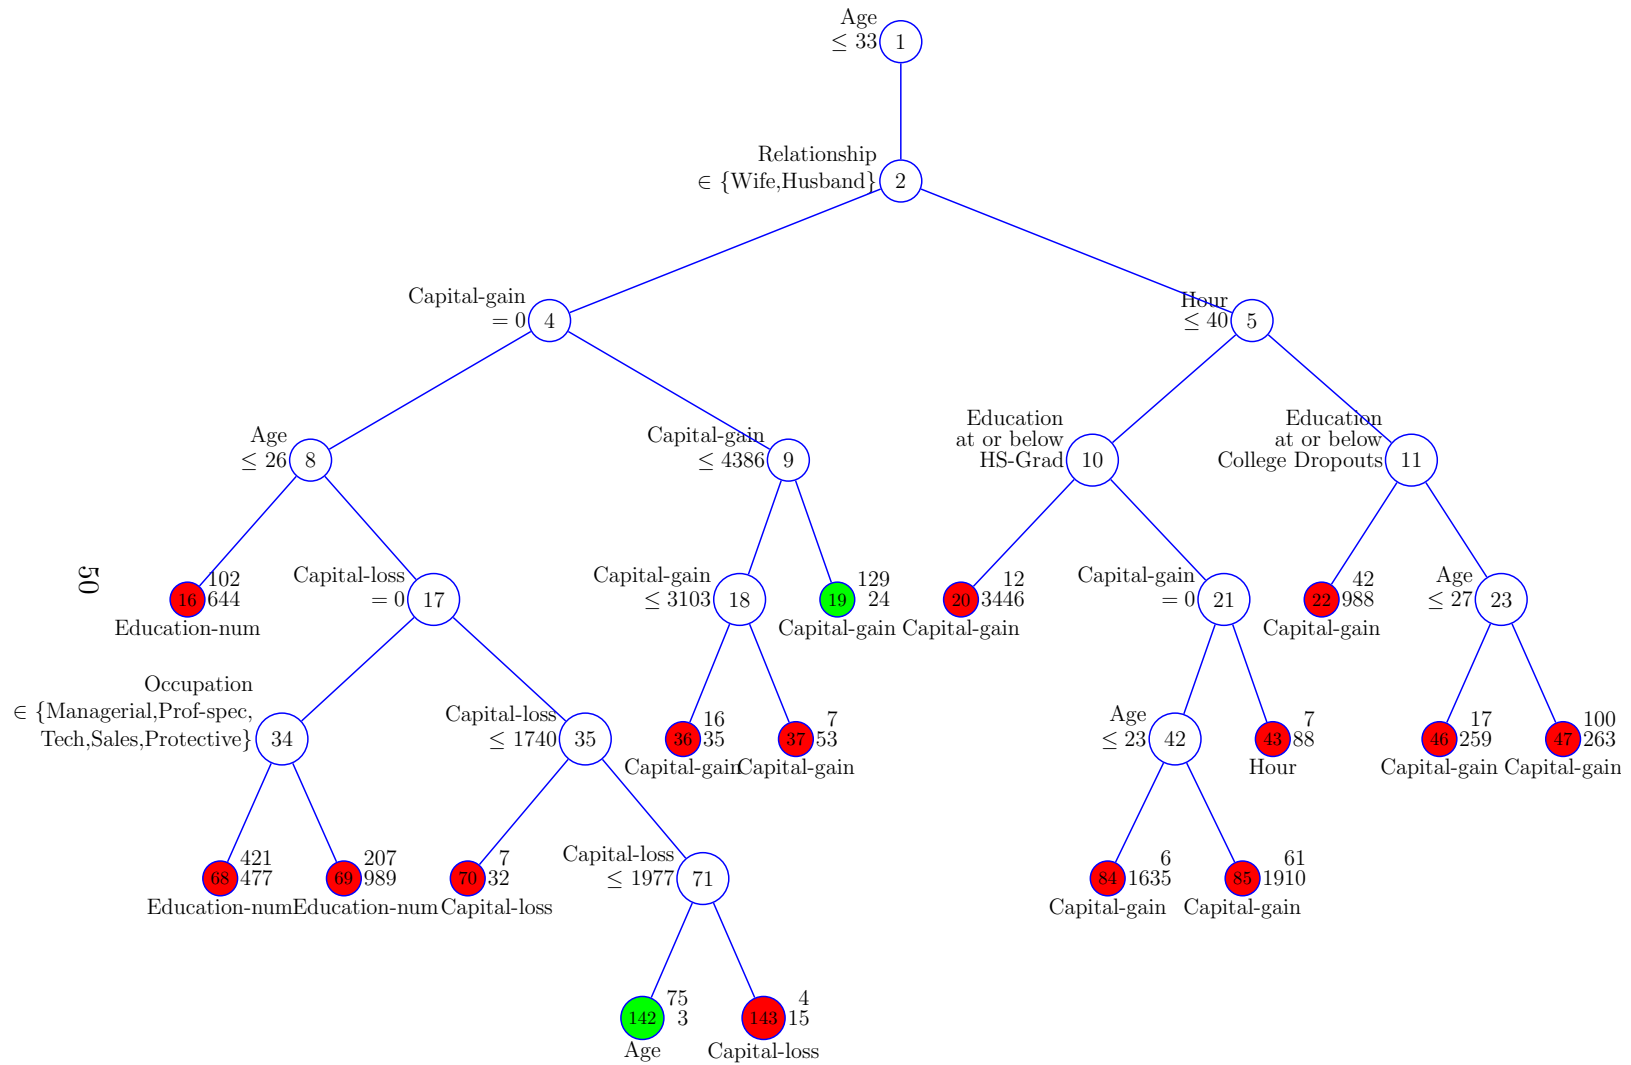 Age
≤ 33
1
Relationship
∈ {Wife,Husband}
2
Capital-gain
= 0
4
Hour
≤ 40
5
Age
≤ 26
8
Capital-gain
≤ 4386
9
Education
at or below
HS-Grad
10
Education
at or below
College Dropouts
11
50
16
102
644
Education-num
Capital-loss
= 0
17
Capital-gain
≤ 3103
18
19
129
24
Capital-gain
20
12
3446
Capital-gain
Capital-gain
= 0
21
22
42
988
Capital-gain
Age
≤ 27
23
Occupation
∈ {Managerial,Prof-spec,
Tech,Sales,Protective}
34
Capital-loss
≤ 1740
35
36
16
35
Capital-gain
37
7
53
Capital-gain
Age
≤ 23
42
43
7
88
Hour
46
17
259
Capital-gain
47
100
263
Capital-gain
68
421
477
Education-num
69
207
989
Education-num
70
7
32
Capital-loss
Capital-loss
≤ 1977
71
84
6
1635
Capital-gain
85
61
1910
Capital-gain
142
75
3
Age
143
4
15
Capital-loss